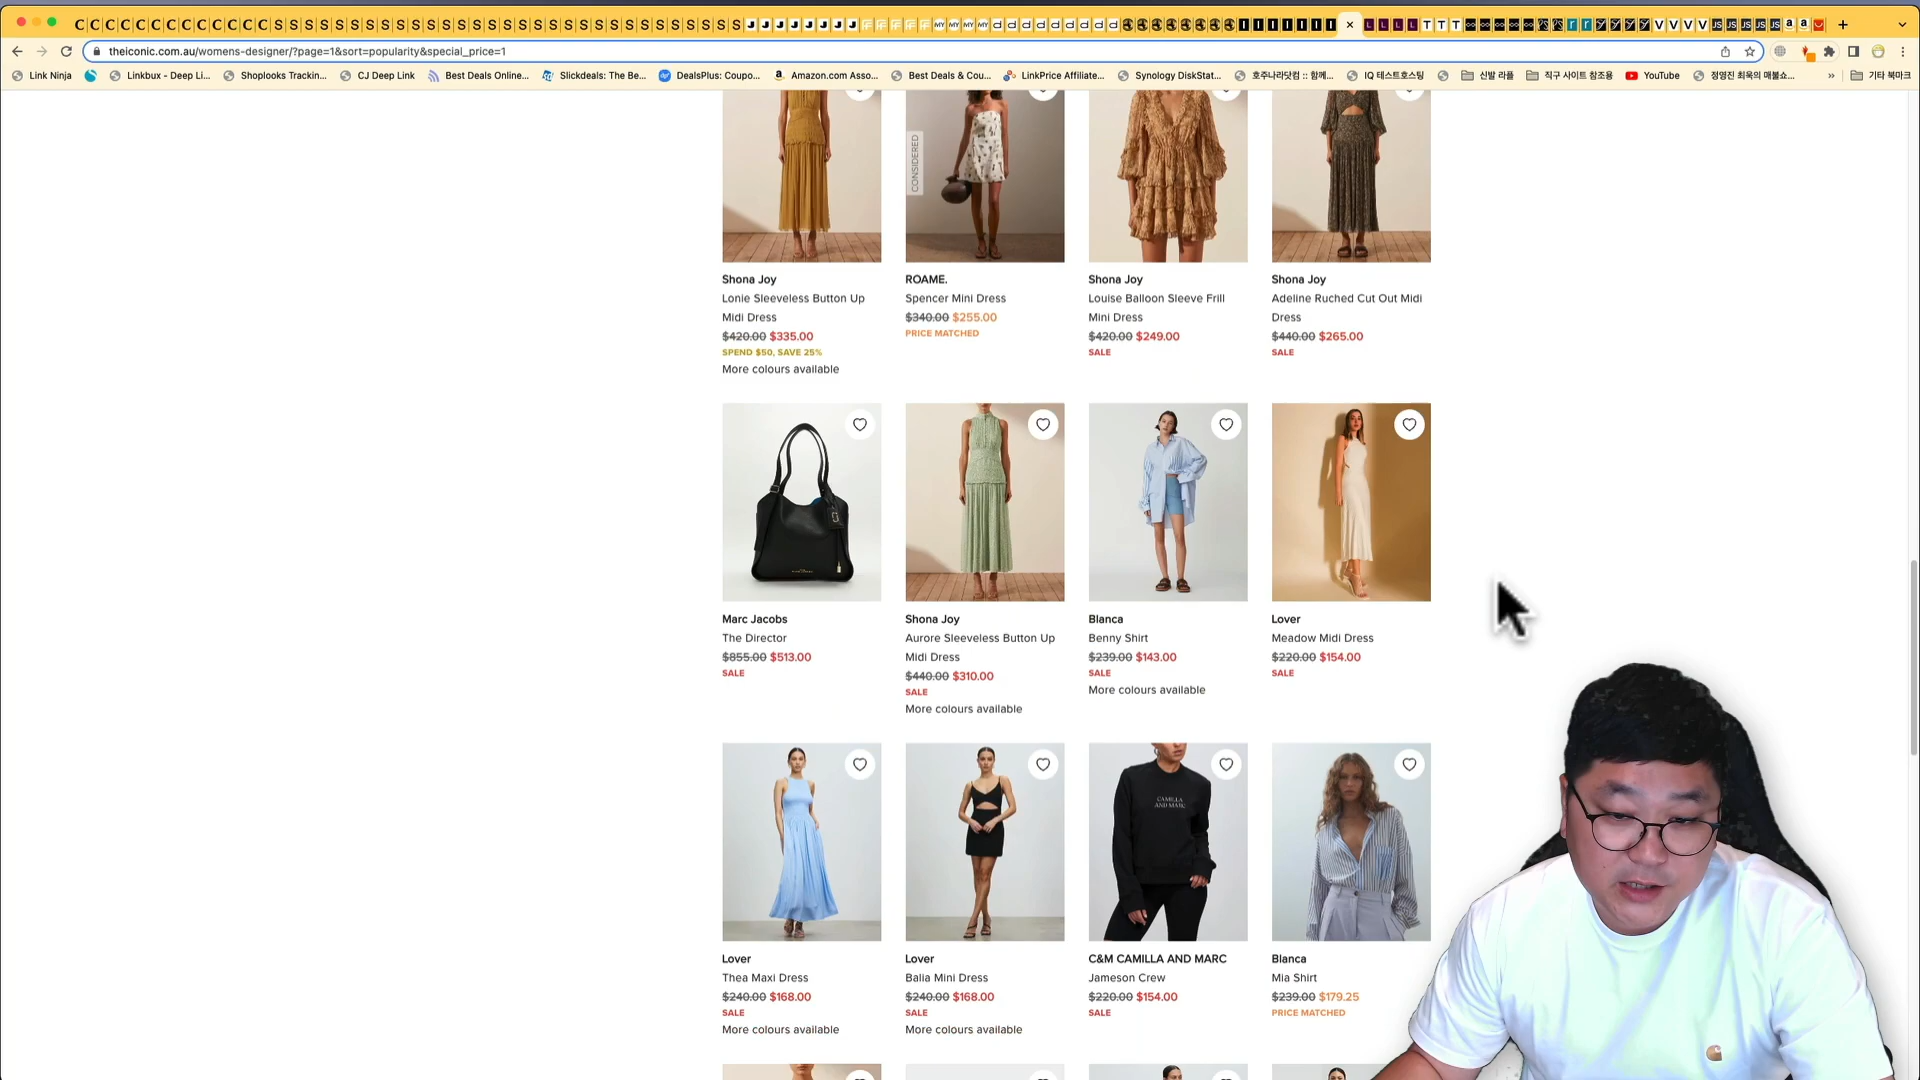 theiconic.com.au/womens-designer/?page=1&sort=popularity&special_price=1
Link Ninja
Linkbux - Deep Li...
Shoplooks Trackin...
CJ Deep Link
Best Deals Online...
Slickdeals: The Be...
DealsPlus: Coupo...
Amazon.com Asso...
Best Deals & Cou...
LinkPrice Affiliate...
Synology DiskStat...
호주나라닷컴 :: 함께...
IQ 테스트호스팅
신발 라플
직구 사이트 참조용
YouTube
정영진 최욱의 매불쇼...
»
기타 북마크
CONSIDERED
Shona Joy
Lonie Sleeveless Button Up
Midi Dress
$420.00 $335.00
SPEND $50, SAVE 25%
More colours available
ROAME.
Spencer Mini Dress
$340.00 $255.00
PRICE MATCHED
Shona Joy
Louise Balloon Sleeve Frill
Mini Dress
$420.00 $249.00
SALE
Shona Joy
Adeline Ruched Cut Out Midi
Dress
$440.00 $265.00
SALE
Marc Jacobs
The Director
$855.00 $513.00
SALE
Shona Joy
Aurore Sleeveless Button Up
Midi Dress
$440.00 $310.00
SALE
More colours available
Blanca
Benny Shirt
$239.00 $143.00
SALE
More colours available
Lover
Meadow Midi Dress
$220.00 $154.00
SALE
CAMILLA
AND MARC
Lover
Thea Maxi Dress
$240.00 $168.00
SALE
More colours available
Lover
Balia Mini Dress
$240.00 $168.00
SALE
More colours available
C&M CAMILLA AND MARC
Jameson Crew
$220.00 $154.00
SALE
Blanca
Mia Shirt
$239.00 $179.25
PRICE MATCHED